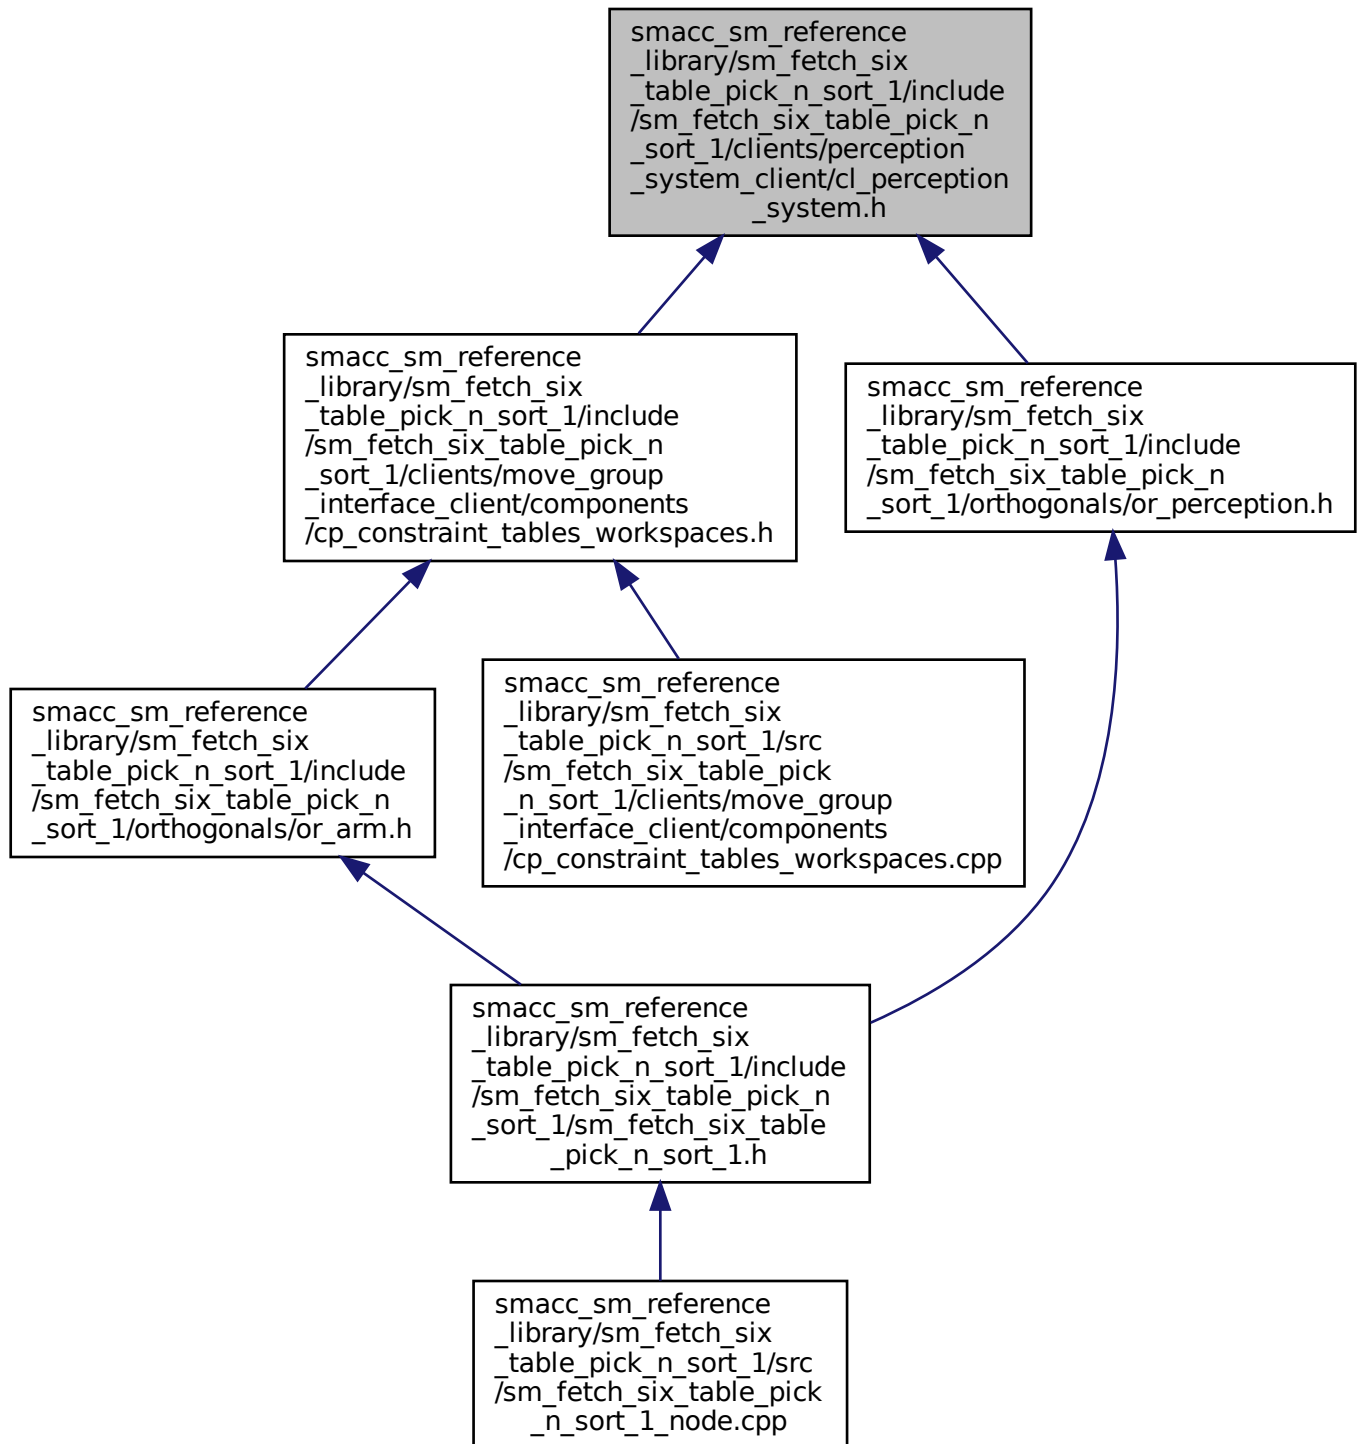 smacc_sm_reference
_library/sm_fetch_six
_table_pick_n_sort_1/include
/sm_fetch_six_table_pick_n
_sort_1/clients/perception
_system_client/cl_perception
_system.h
smacc_sm_reference
_library/sm_fetch_six
_table_pick_n_sort_1/include
/sm_fetch_six_table_pick_n
_sort_1/clients/move_group
_interface_client/components
/cp_constraint_tables_workspaces.h
smacc_sm_reference
_library/sm_fetch_six
_table_pick_n_sort_1/include
/sm_fetch_six_table_pick_n
_sort_1/orthogonals/or_perception.h
smacc_sm_reference
_library/sm_fetch_six
_table_pick_n_sort_1/include
/sm_fetch_six_table_pick_n
_sort_1/orthogonals/or_arm.h
smacc_sm_reference
_library/sm_fetch_six
_table_pick_n_sort_1/src
/sm_fetch_six_table_pick
_n_sort_1/clients/move_group
_interface_client/components
/cp_constraint_tables_workspaces.cpp
smacc_sm_reference
_library/sm_fetch_six
_table_pick_n_sort_1/include
/sm_fetch_six_table_pick_n
_sort_1/sm_fetch_six_table
_pick_n_sort_1.h
smacc_sm_reference
_library/sm_fetch_six
_table_pick_n_sort_1/src
/sm_fetch_six_table_pick
_n_sort_1_node.cpp